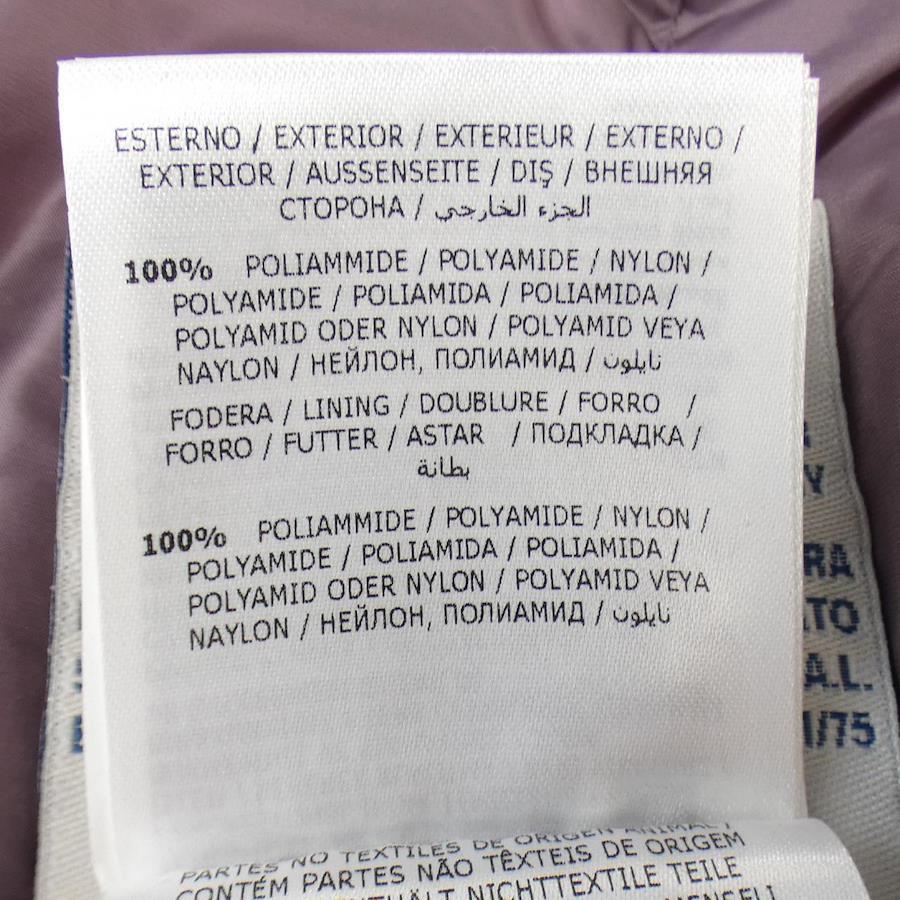 ESTERNO / EXTERIOR / EXTERIEUR / EXTERNO /
EXTERIOR / AUSSENSEITE / DIŞ / ВНЕШНЯЯ
СТОРОНА / الجزء الخارجي
100% POLIAMMIDE / POLYAMIDE / NYLON /
POLYAMIDE / POLIAMIDA / POLIAMIDA /
POLYAMID ODER NYLON / POLYAMID VEYA
NAYLON / НЕЙЛОН, ПОЛИАМИД / نايلون
FODERA / LINING / DOUBLURE / FORRO /
FORRO / FUTTER / ASTAR / ПОДКЛАДКА /
بطانة
100% POLIAMMIDE / POLYAMIDE / NYLON /
POLYAMIDE / POLIAMIDA / POLIAMIDA /
POLYAMID ODER NYLON / POLYAMID VEYA
NAYLON / НЕЙЛОН, ПОЛИАМИД / نايلون
PARTES NO TEXTILES DE ORIGEN ANIMAL /
CONTÉM PARTES NÃO TÊXTEIS DE ORIGEM
NICHTTEXTILE TEILE